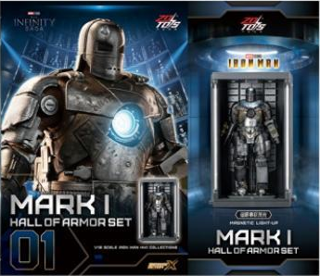 THE
INFINITY
SAGA
ZD
TOYS
MARK I
HALL OF ARMOR SET
01
1/10 SCALE IRON MAN MINI COLLECTIONS
ZD
TOYS
IRON MAN
MAGNETIC LIGHT-UP
MARK I
HALL OF ARMOR SET